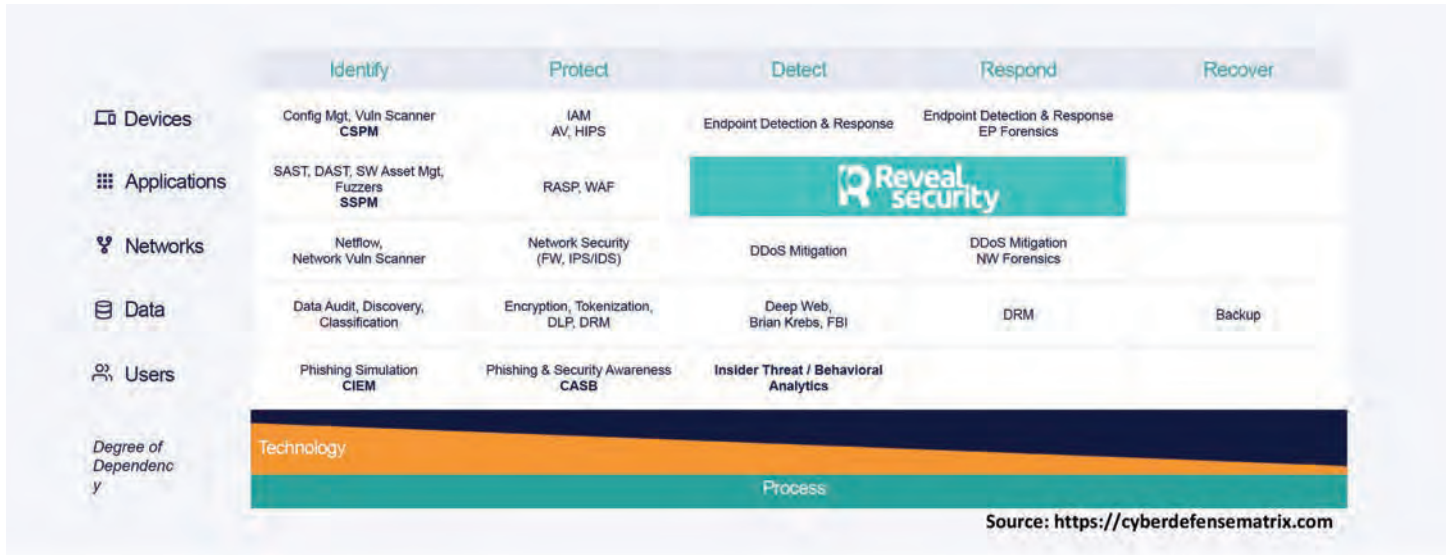 Identify Protect Detect Respond Recover
Devices
Config Mgt, Vuln Scanner
CSPM
IAM
AV, HIPS
Endpoint Detection & Response
Endpoint Detection & Response
EP Forensics
Applications
SAST, DAST, SW Asset Mgt,
Fuzzers
SSPM
RASP, WAF
Reveal
security
Networks
Netflow,
Network Vuln Scanner
Network Security
(FW, IPS/IDS)
DDoS Mitigation
DDoS Mitigation
NW Forensics
Data
Data Audit, Discovery,
Classification
Encryption, Tokenization,
DLP, DRM
Deep Web,
Brian Krebs, FBI
DRM
Backup
Users
Phishing Simulation
CIEM
Phishing & Security Awareness
CASB
Insider Threat / Behavioral
Analytics
Degree of
Dependenc
y
Technology
Process
Source: https://cyberdefensematrix.com